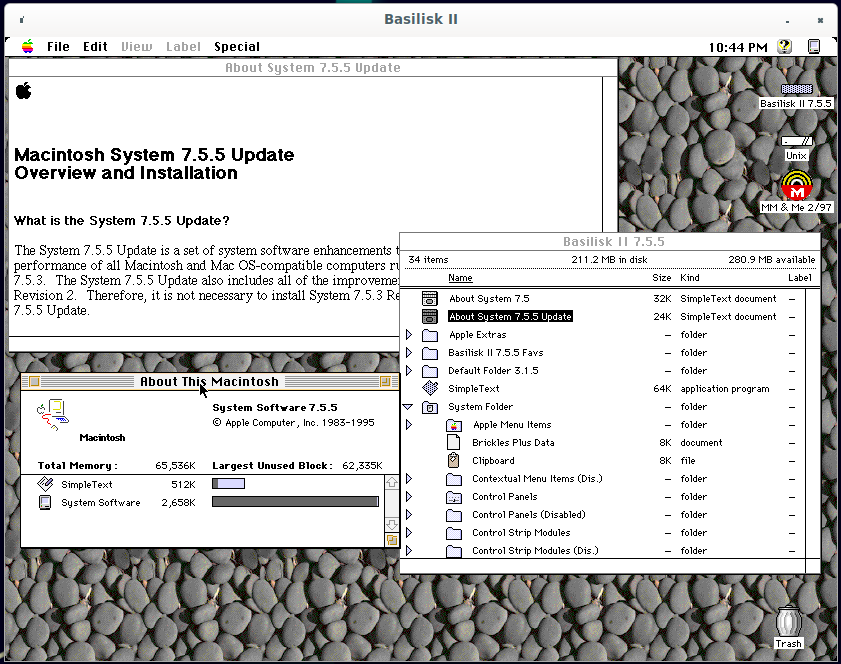 Basilisk II
File Edit View Label Special 10:44 PM
About System 7.5.5 Update
Macintosh System 7.5.5 Update
Overview and Installation
What is the System 7.5.5 Update?
The System 7.5.5 Update is a set of system software enhancements t
performance of all Macintosh and Mac OS-compatible computers ru
7.5.3. The System 7.5.5 Update also includes all of the improveme
Revision 2. Therefore, it is not necessary to install System 7.5.3 Re
7.5.5 Update.
Basilisk II 7.5.5
Unix
MM & Me 2/97
Basilisk II 7.5.5
34 items 211.2 MB in disk 280.9 MB available
Name Size Kind Label
About System 7.5 32K SimpleText document –
About System 7.5.5 Update 24K SimpleText document –
Apple Extras – folder –
Basilisk II 7.5.5 Favs – folder –
Default Folder 3.1.5 – folder –
SimpleText 64K application program –
System Folder – folder –
Apple Menu Items – folder –
Brickles Plus Data 8K document –
Clipboard 8K file –
Contextual Menu Items (Dis.) – folder –
Control Panels – folder –
Control Panels (Disabled) – folder –
Control Strip Modules – folder –
Control Strip Modules (Dis.) – folder –
About This Macintosh
Macintosh
System Software 7.5.5
© Apple Computer, Inc. 1983-1995
Total Memory: 65,536K Largest Unused Block: 62,335K
SimpleText 512K
System Software 2,658K
Trash